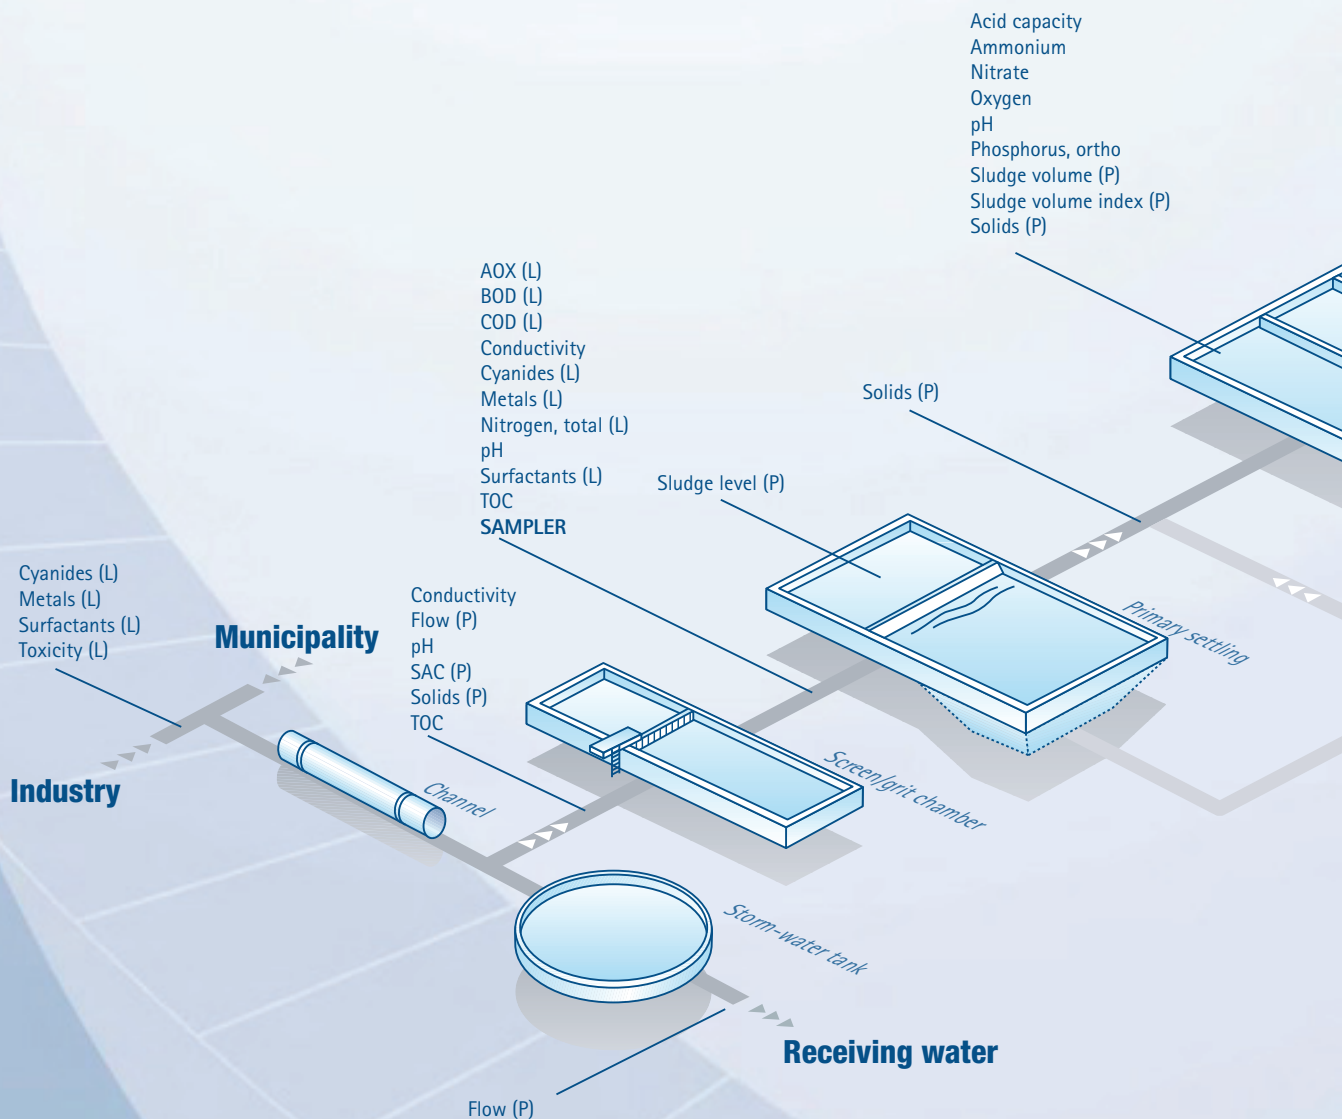 Acid capacity
Ammonium
Nitrate
Oxygen
pH
Phosphorus, ortho
Sludge volume (P)
Sludge volume index (P)
Solids (P)
AOX (L)
BOD (L)
COD (L)
Conductivity
Cyanides (L)
Metals (L)
Nitrogen, total (L)
pH
Surfactants (L)
TOC
SAMPLER
Solids (P)
Sludge level (P)
Cyanides (L)
Metals (L)
Surfactants (L)
Toxicity (L)
Municipality
Conductivity
Flow (P)
pH
SAC (P)
Solids (P)
TOC
Primary settling
Industry
Channel
Screen/grit chamber
Storm-water tank
Receiving water
Flow (P)